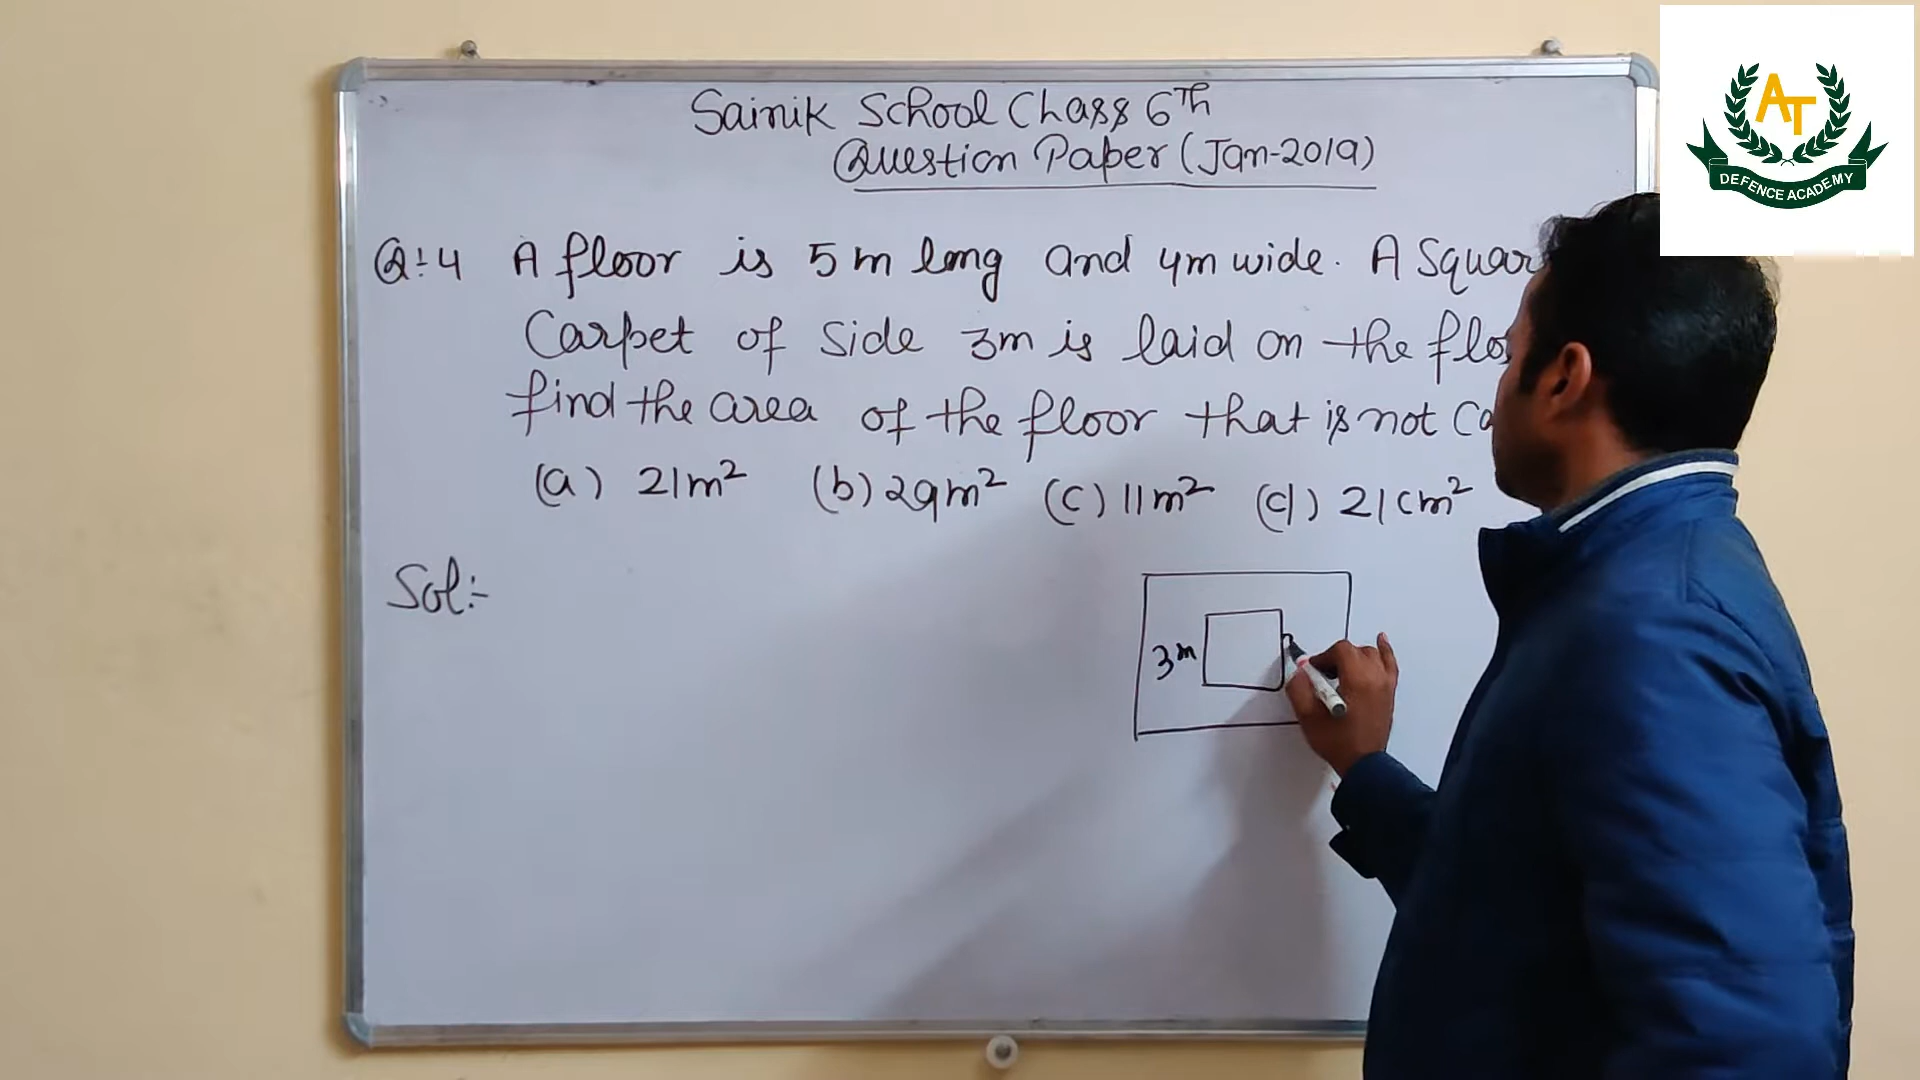 Sainik School Class 6Th
Question Paper (Jan-2019)
AT
DEFENCE ACADEMY
Q:4 A floor is 5m long and 4m wide. A Squar
Carpet of Side 3m is laid on the flo
find the area of the floor that is not Ca
(a) 21m² (b) 29m² (c) 11m² (d) 21cm²
Sol:-
3m